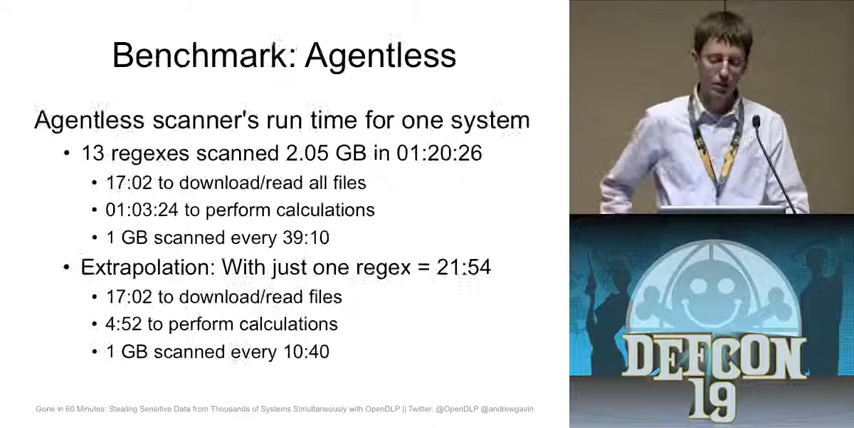 Benchmark: Agentless
Agentless scanner's run time for one system
• 13 regexes scanned 2.05 GB in 01:20:26
• 17:02 to download/read all files
• 01:03:24 to perform calculations
• 1 GB scanned every 39:10
• Extrapolation: With just one regex = 21:54
• 17:02 to download/read files
• 4:52 to perform calculations
• 1 GB scanned every 10:40
Gone in 60 Minutes: Stealing Sensitive Data from Thousands of Systems Simultaneously with OpenDLP || Twitter: @OpenDLP @andrewgavin
DEFCON
19